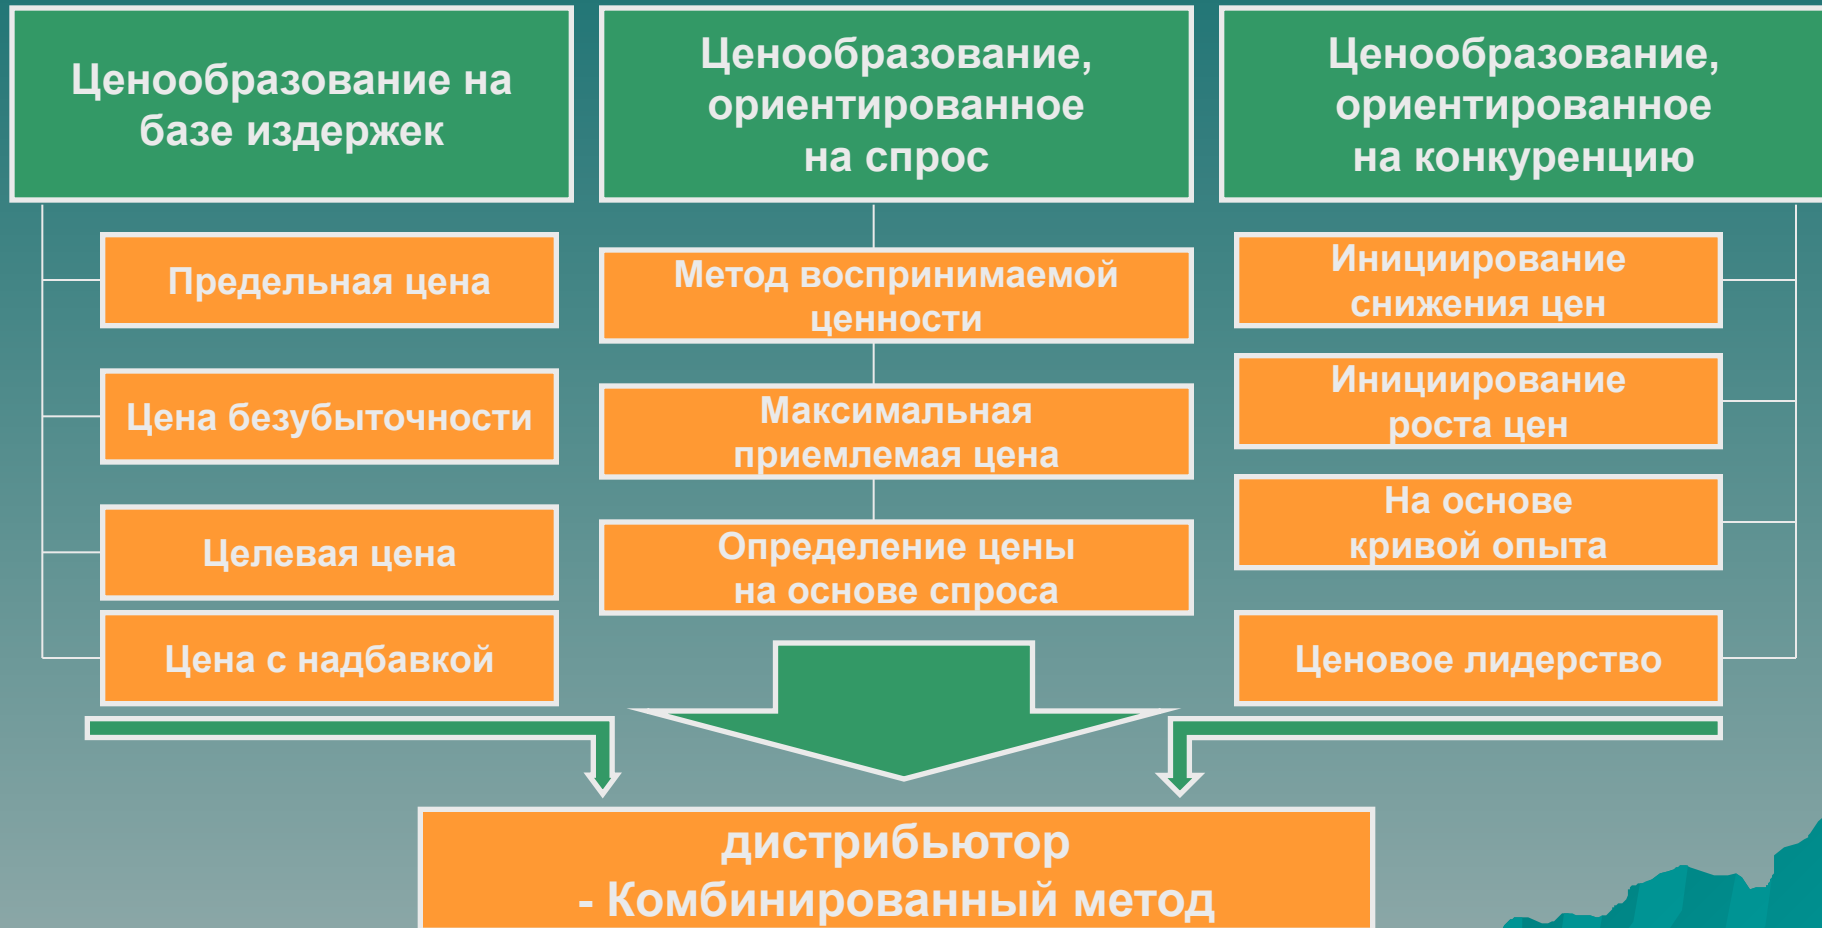 Ценообразование на
базе издержек
Предельная цена
Цена безубыточности
Целевая цена
Цена с надбавкой
Ценообразование,
ориентированное
на спрос
Метод воспринимаемой
ценности
Максимальная
приемлемая цена
Определение цены
на основе спроса
Ценообразование,
ориентированное
на конкуренцию
Инициирование
снижения цен
Инициирование
роста цен
На основе
кривой опыта
Ценовое лидерство
дистрибьютор
- Комбинированный метод